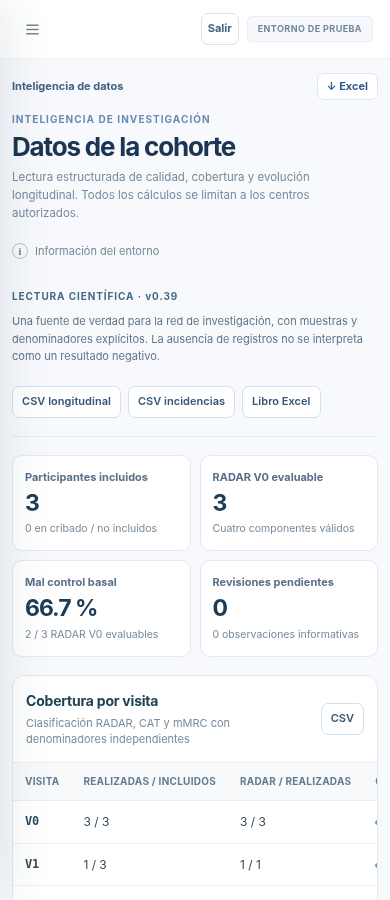 Salir
ENTORNO DE PRUEBA
Inteligencia de datos
↓ Excel
INTELIGENCIA DE INVESTIGACIÓN
Datos de la cohorte
Lectura estructurada de calidad, cobertura y evolución
longitudinal. Todos los cálculos se limitan a los centros
autorizados.
i Información del entorno
LECTURA CIENTÍFICA · v0.39
Una fuente de verdad para la red de investigación, con muestras y
denominadores explícitos. La ausencia de registros no se interpreta
como un resultado negativo.
CSV longitudinal
CSV incidencias
Libro Excel
Participantes incluidos
3
0 en cribado / no incluidos
RADAR V0 evaluable
3
Cuatro componentes válidos
Mal control basal
66.7 %
2 / 3 RADAR V0 evaluables
Revisiones pendientes
0
0 observaciones informativas
Cobertura por visita
Clasificación RADAR, CAT y mMRC con
denominadores independientes
CSV
VISITA REALIZADAS / INCLUIDOS RADAR / REALIZADAS
V0 3 / 3 3 / 3
V1 1 / 3 1 / 1